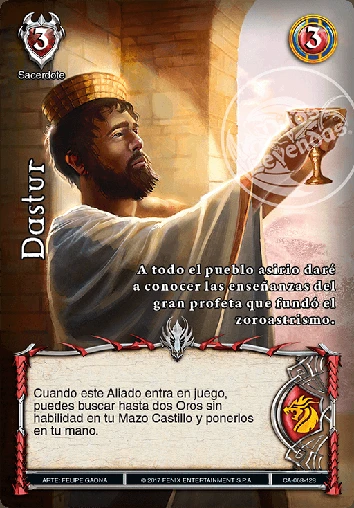 3
3
Sacerdote
Mitos y
Leyendas
Dastur
A todo el pueblo asirio daré
a conocer las enseñanzas del
gran profeta que fundó el
zoroastrismo.
Cuando este Aliado entra en juego,
puedes buscar hasta dos Oros sin
habilidad en tu Mazo Castillo y ponerlos
en tu mano.
ARTE: FELIPE GAONA
© 2017 FENIX ENTERTAINMENT S.P.A